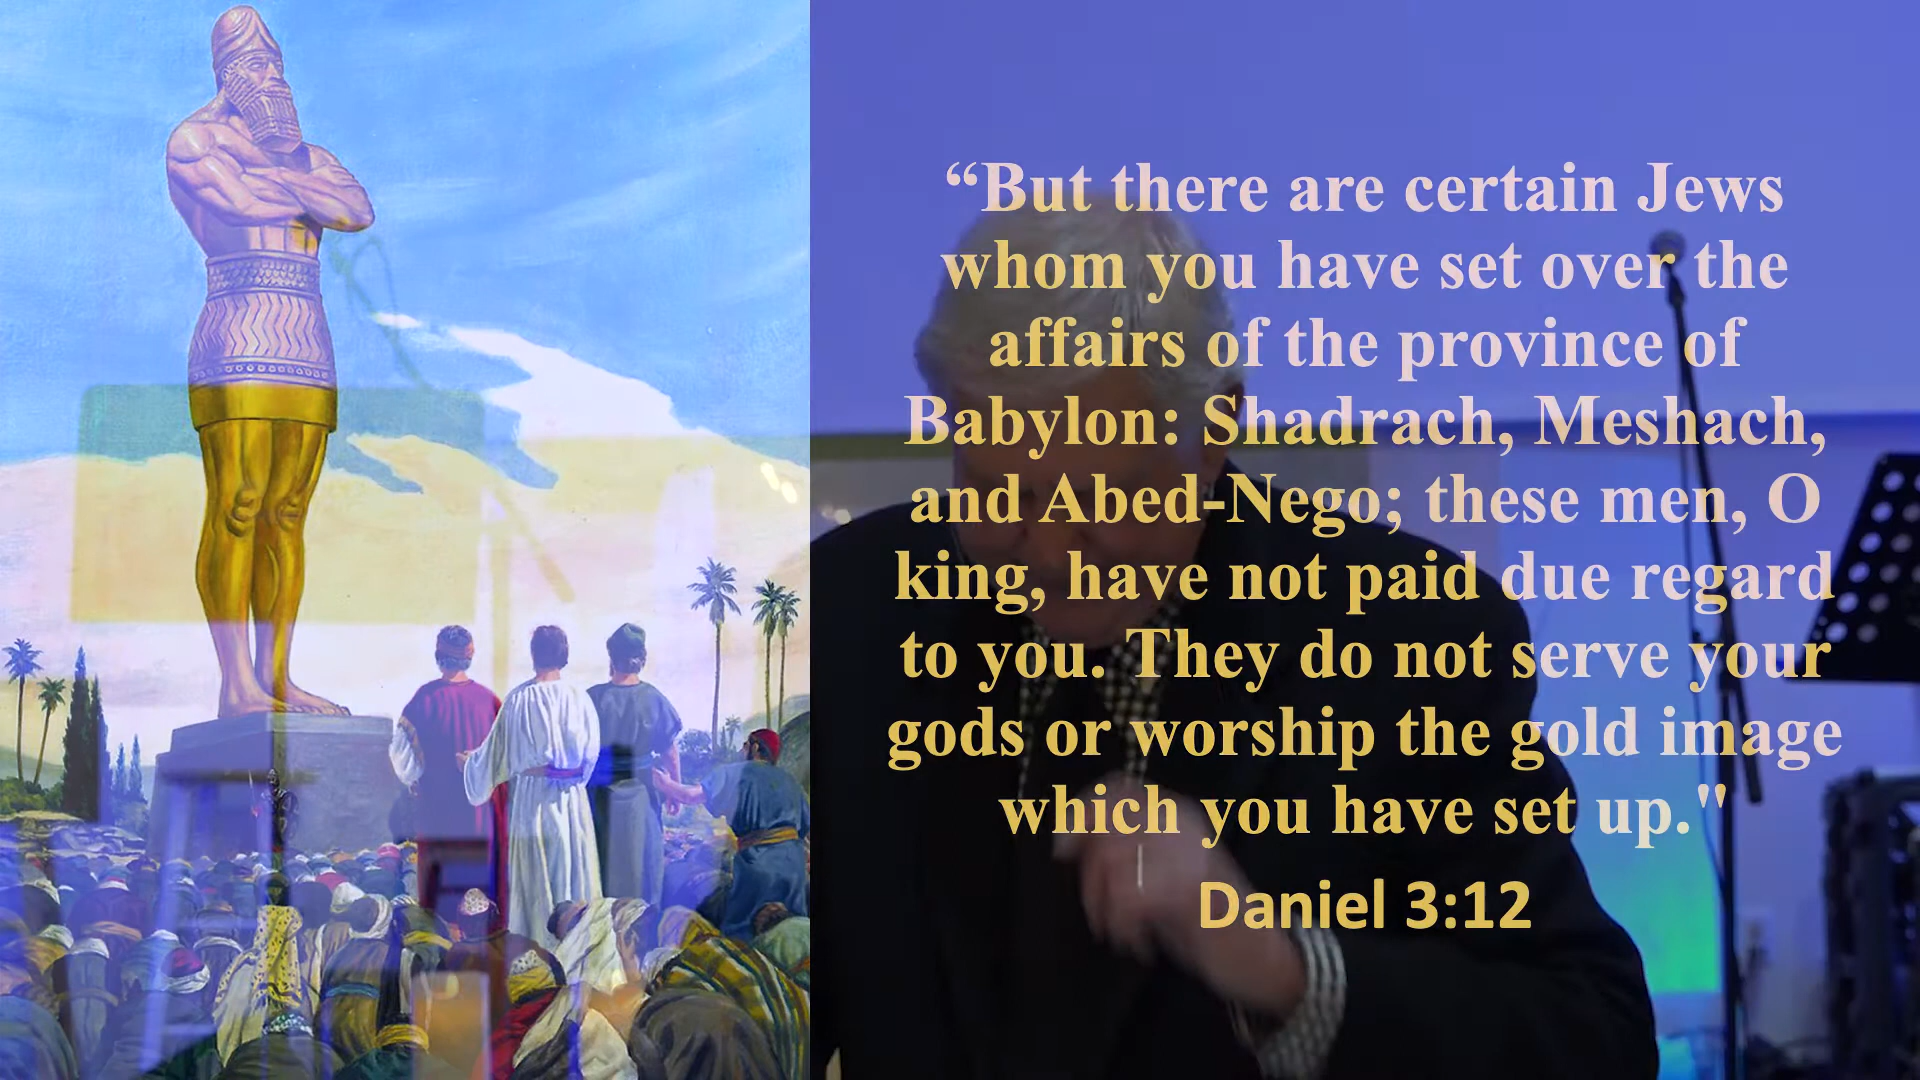 “But there are certain Jews
whom you have set over the
affairs of the province of
Babylon: Shadrach, Meshach,
and Abed-Nego; these men, O
king, have not paid due regard
to you. They do not serve your
gods or worship the gold image
which you have set up."
Daniel 3:12